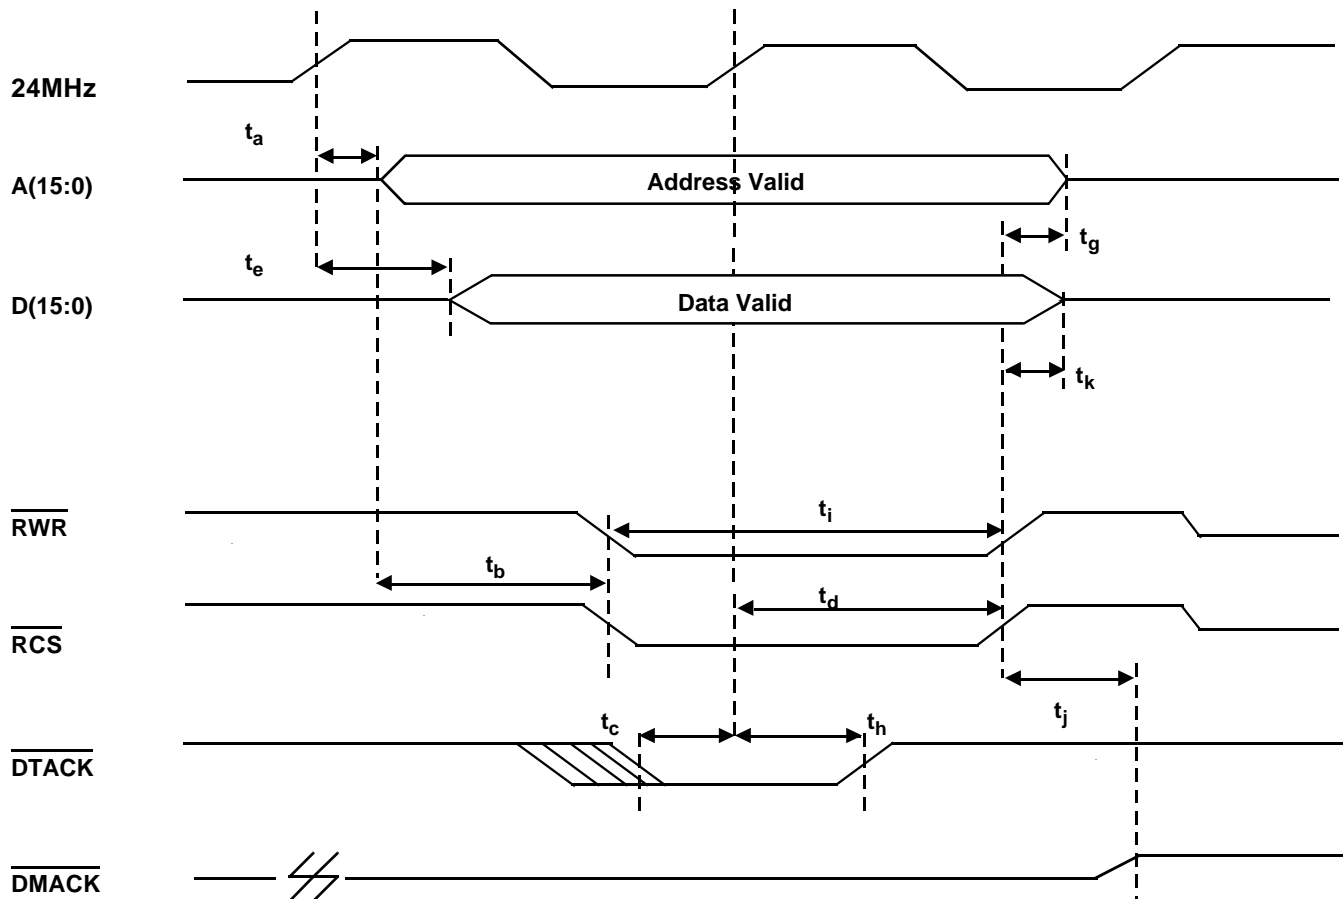 24MHz
ta
A(15:0)
Address Valid
tg
te
D(15:0)
Data Valid
tk
RWR
ti
tb
td
RCS
tc
th
tj
DTACK
DMACK